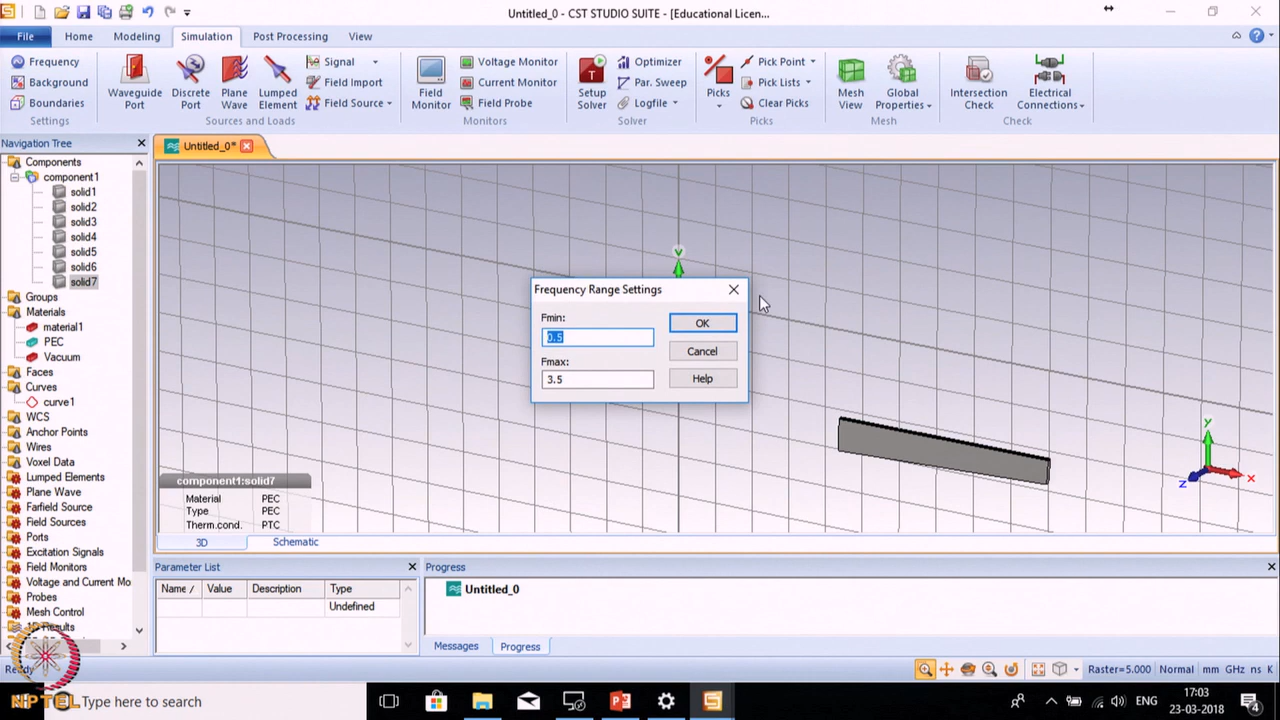 Untitled_0 - CST STUDIO SUITE - [Educational Licen...
File
Home
Modeling
Simulation
Post Processing
View
Frequency
Background
Boundaries
Settings
Waveguide
Port
Discrete
Port
Plane
Wave
Lumped
Element
Signal
Field Import
Field Source
Sources and Loads
Field
Monitor
Voltage Monitor
Current Monitor
Field Probe
Monitors
Setup
Solver
Optimizer
Par. Sweep
Logfile
Solver
Picks
Pick Point
Pick Lists
Clear Picks
Picks
Mesh
View
Global
Properties
Mesh
Intersection
Check
Electrical
Connections
Check
Navigation Tree
Components
component1
solid1
solid2
solid3
solid4
solid5
solid6
solid7
Groups
Materials
material1
PEC
Vacuum
Faces
Curves
curve1
WCS
Anchor Points
Wires
Voxel Data
Lumped Elements
Plane Wave
Farfield Source
Field Sources
Ports
Excitation Signals
Field Monitors
Voltage and Current Mo
Probes
Mesh Control
1D Results
Untitled_0*
Frequency Range Settings
Fmin:
0.5
Fmax:
3.5
OK
Cancel
Help
y
x
z
component1:solid7
Material PEC
Type PEC
Therm.cond. PTC
3D
Schematic
Parameter List
Name / Value Description Type
Undefined
Progress
Untitled_0
Messages
Progress
Raster=5.000 Normal mm GHz ns K
NPTEL
Type here to search
ENG
17:03
23-03-2018
4